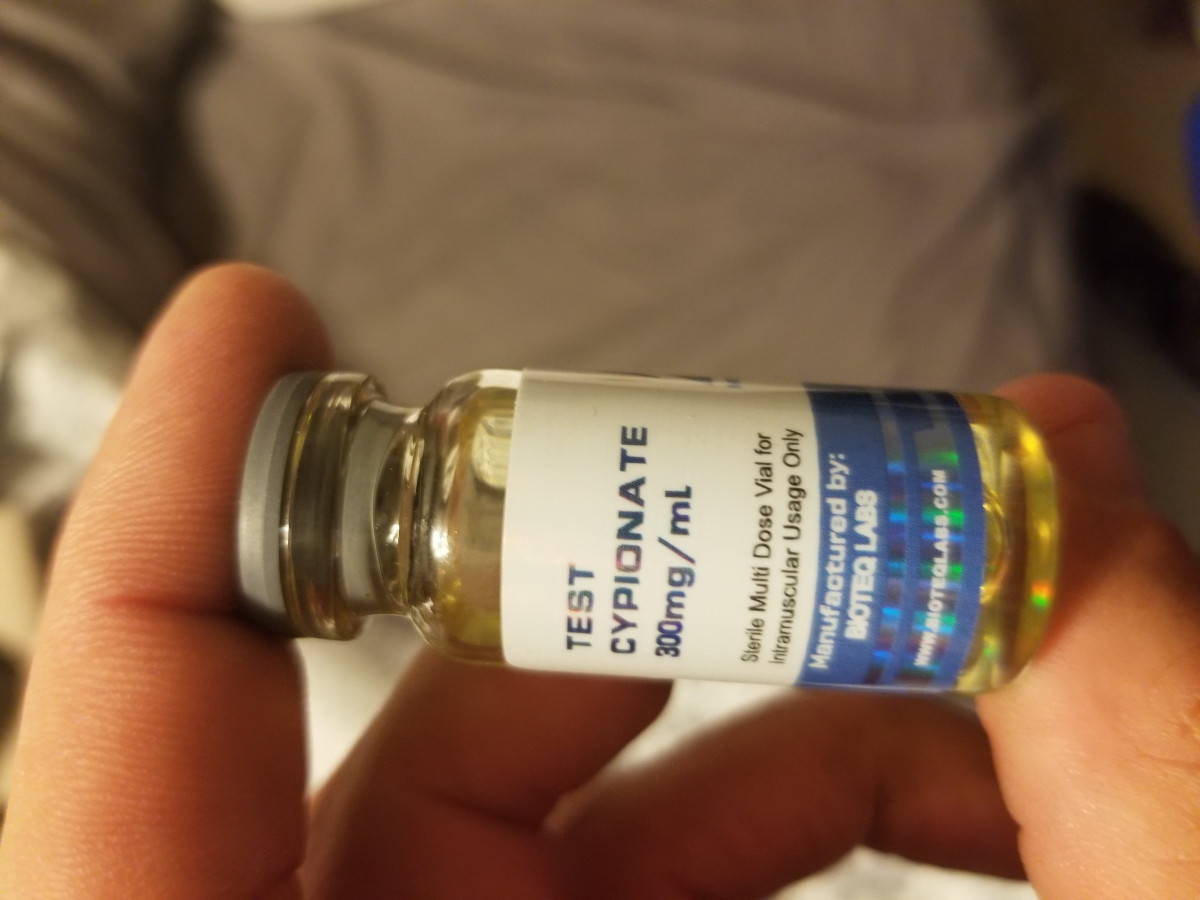 TEST
CYPIONATE
300mg/mL
Sterile Multi Dose Vial for
Intramuscular Usage Only
Manufactured by:
BIOTEQ LABS
WWW.BIOTEQLABS.COM